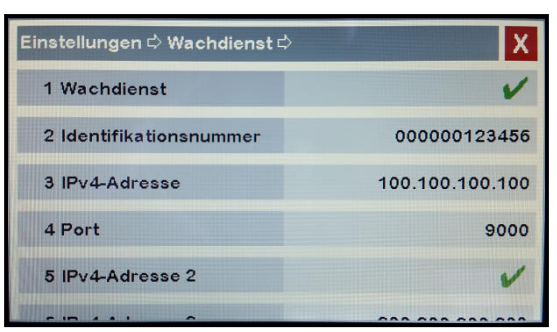 Einstellungen ⇨ Wachdienst ⇨ X
1 Wachdienst ✔
2 Identifikationsnummer 000000123456
3 IPv4-Adresse 100.100.100.100
4 Port 9000
5 IPv4-Adresse 2 ✔